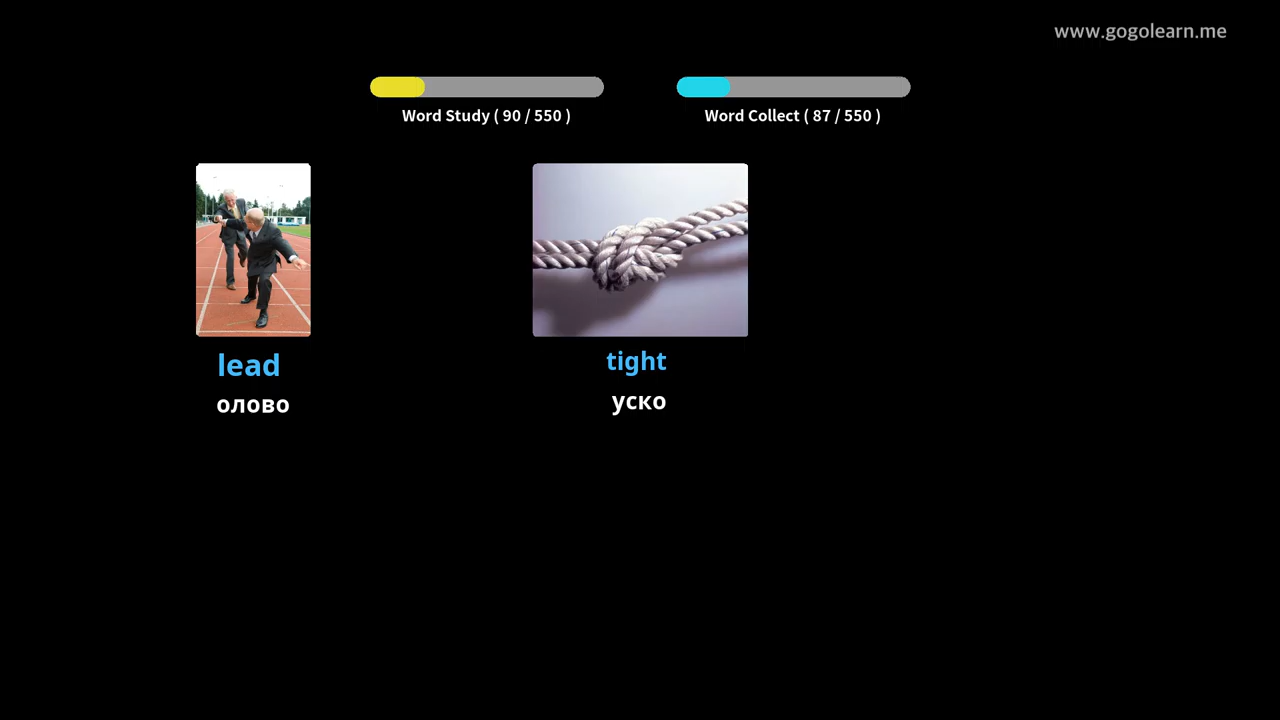 www.gogolearn.me
Word Study ( 90 / 550 )
Word Collect ( 87 / 550 )
lead
олово
tight
уско